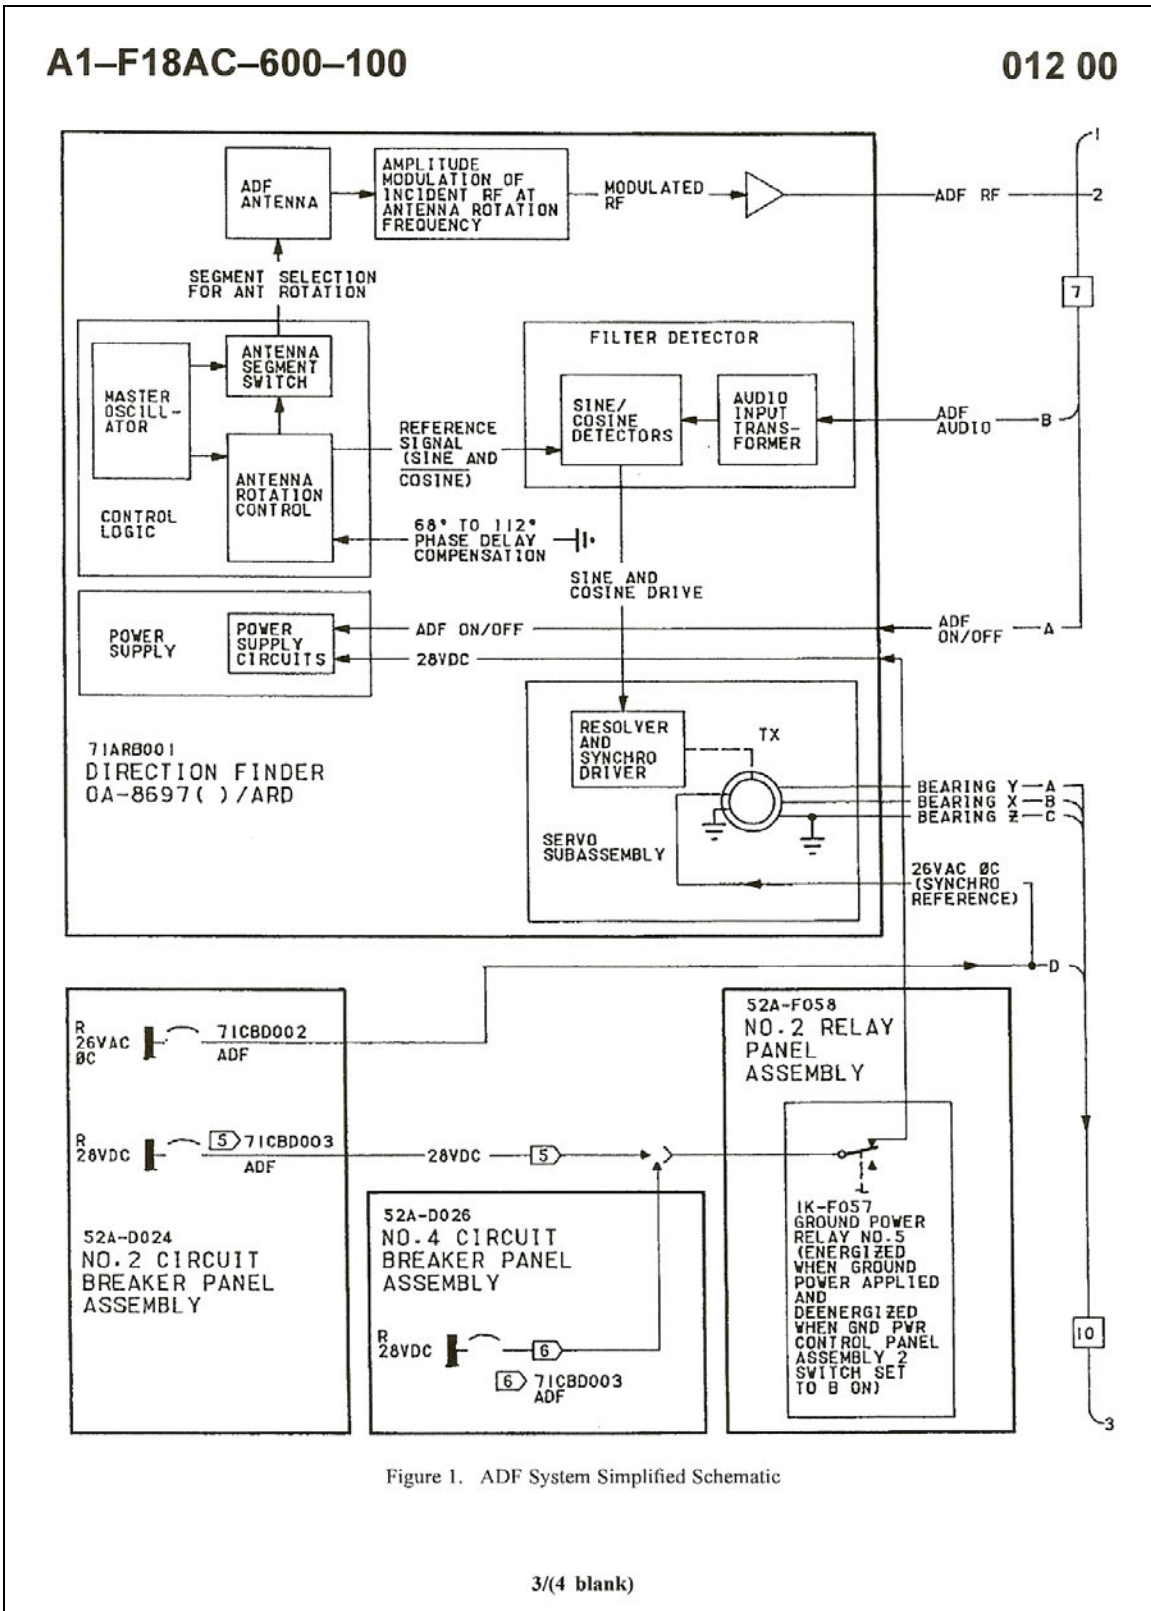 A1–F18AC–600–100
012 00
ADF
ANTENNA
AMPLITUDE
MODULATION OF
INCIDENT RF AT
ANTENNA ROTATION
FREQUENCY
MODULATED
RF
ADF RF
1
2
7
SEGMENT SELECTION
FOR ANT ROTATION
MASTER
OSCILL-
ATOR
ANTENNA
SEGMENT
SWITCH
ANTENNA
ROTATION
CONTROL
CONTROL
LOGIC
REFERENCE
SIGNAL
(SINE AND
COSINE)
68° TO 112°
PHASE DELAY
COMPENSATION
FILTER DETECTOR
SINE/
COSINE
DETECTORS
AUDIO
INPUT
TRANS-
FORMER
ADF
AUDIO
B
SINE AND
COSINE DRIVE
POWER
SUPPLY
POWER
SUPPLY
CIRCUITS
ADF ON/OFF
28VDC
ADF
ON/OFF
A
71ARB001
DIRECTION FINDER
OA-8697( )/ARD
RESOLVER
AND
SYNCHRO
DRIVER
TX
SERVO
SUBASSEMBLY
BEARING Y A
BEARING X B
BEARING Z C
26VAC ØC
(SYNCHRO
REFERENCE)
D
R
26VAC
ØC
71CBD002
ADF
R
28VDC
5 71CBD003
ADF
28VDC
5
52A-D024
NO.2 CIRCUIT
BREAKER PANEL
ASSEMBLY
52A-D026
NO.4 CIRCUIT
BREAKER PANEL
ASSEMBLY
R
28VDC
6
6 71CBD003
ADF
52A-F058
NO.2 RELAY
PANEL
ASSEMBLY
1K-F057
GROUND POWER
RELAY NO.5
(ENERGIZED
WHEN GROUND
POWER APPLIED
AND
DEENERGIZED
WHEN GND PWR
CONTROL PANEL
ASSEMBLY 2
SWITCH SET
TO B ON)
10
3
Figure 1. ADF System Simplified Schematic
3/(4 blank)